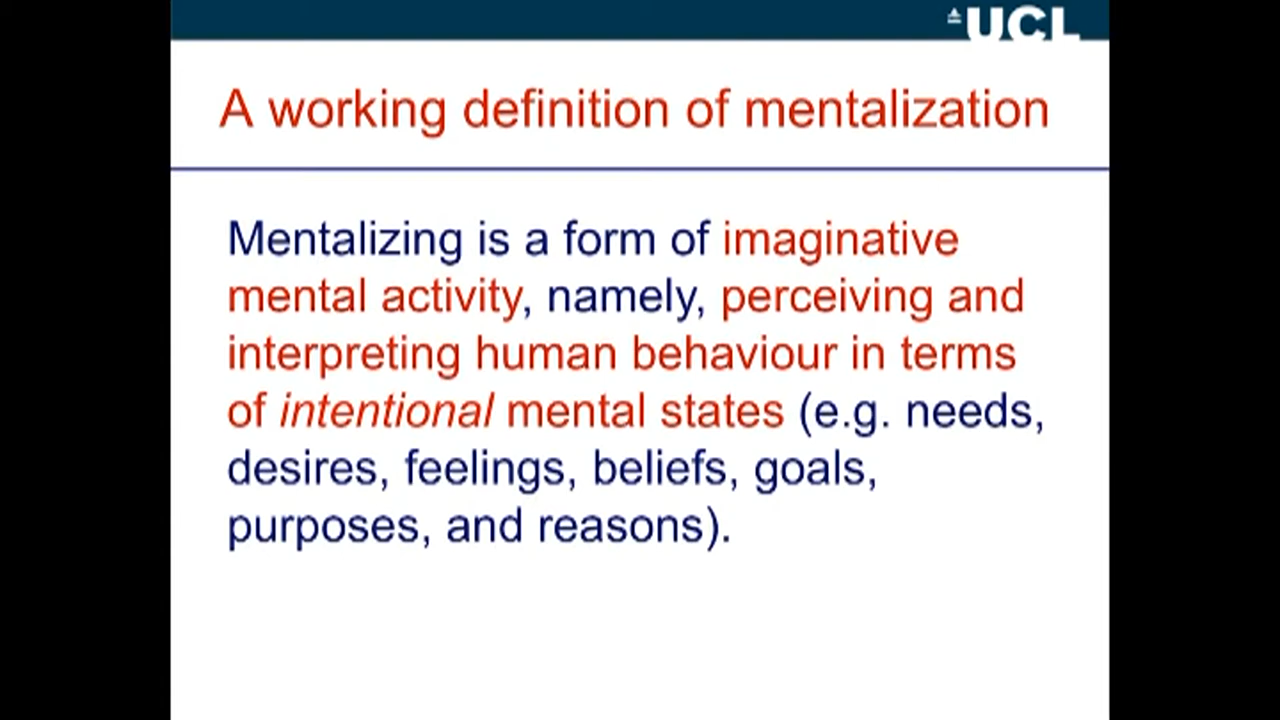 UCL
A working definition of mentalization
Mentalizing is a form of imaginative
mental activity, namely, perceiving and
interpreting human behaviour in terms
of intentional mental states (e.g. needs,
desires, feelings, beliefs, goals,
purposes, and reasons).